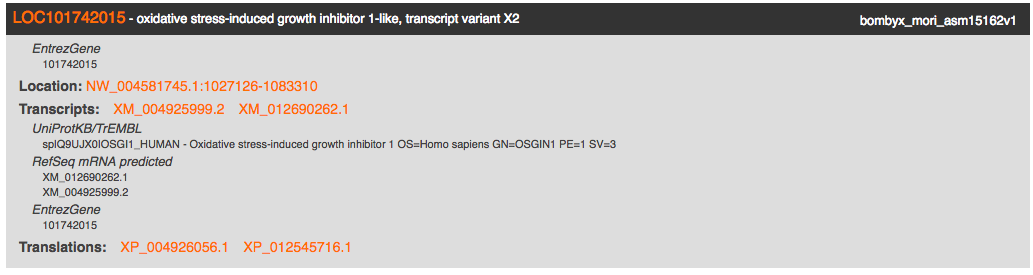 LOC101742015 - oxidative stress-induced growth inhibitor 1-like, transcript variant X2 bombyx_mori_asm15162v1
EntrezGene
101742015
Location: NW_004581745.1:1027126-1083310
Transcripts: XM_004925999.2 XM_012690262.1
UniProtKB/TrEMBL
sp|Q9UJX0|OSGI1_HUMAN - Oxidative stress-induced growth inhibitor 1 OS=Homo sapiens GN=OSGIN1 PE=1 SV=3
RefSeq mRNA predicted
XM_012690262.1
XM_004925999.2
EntrezGene
101742015
Translations: XP_004926056.1 XP_012545716.1